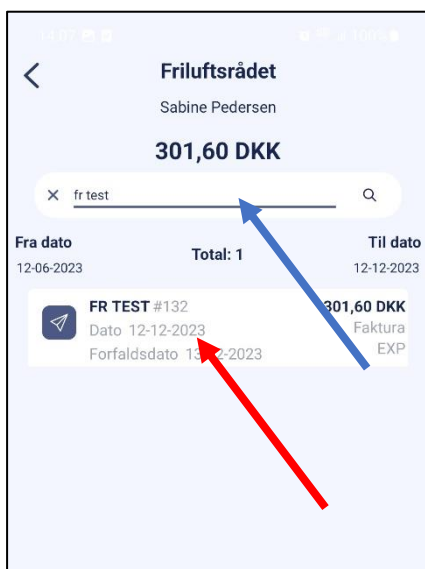 Friluftsrådet
Sabine Pedersen
301,60 DKK
fr test
Fra dato
Til dato
Total: 1
12-06-2023
12-12-2023
FR TEST #132
301,60 DKK
Dato 12-12-2023
Faktura
Forfaldsdato
EXP